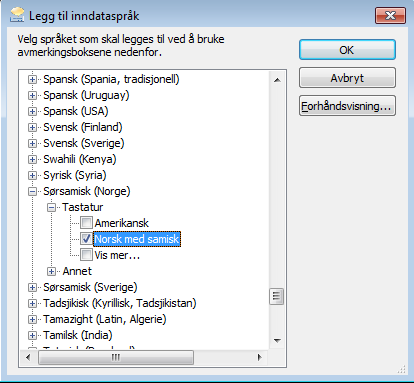 Legg til inndataspråk
Velg språket som skal legges til ved å bruke
avmerkingsboksene nedenfor.
OK
Avbryt
Forhåndsvisning...
Spansk (Spania, tradisjonell)
Spansk (Uruguay)
Spansk (USA)
Svensk (Finland)
Svensk (Sverige)
Swahili (Kenya)
Syrisk (Syria)
Sørsamisk (Norge)
Tastatur
Amerikansk
Norsk med samisk
Vis mer...
Annet
Sørsamisk (Sverige)
Tadsjikisk (Kyrillisk, Tadsjikistan)
Tamazight (Latin, Algerie)
Tamilsk (India)